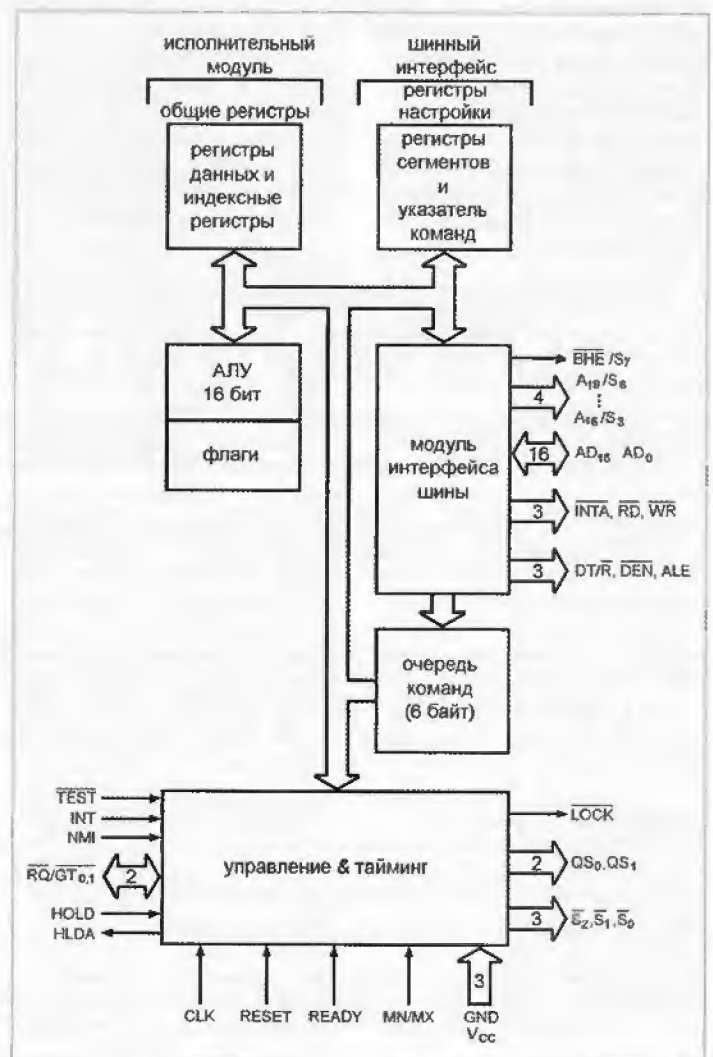 исполнительный
модуль
шинный
интерфейс
общие регистры
регистры
настройки
регистры
данных и
индексные
регистры
регистры
сегментов
и
указатель
команд
АЛУ
16 бит
флаги
модуль
интерфейса
шины
BHE/S7
4
A19/S6
⋮
A16/S3
16
AD15 AD0
3
INTA, RD, WR
3
DT/R, DEN, ALE
очередь
команд
(6 байт)
TEST
INT
NMI
RQ/GT0,1
2
HOLD
HLDA
управление & тайминг
LOCK
2
QS0,QS1
3
S2,S1,S0
CLK
RESET
READY
MN/MX
3
GND
Vcc